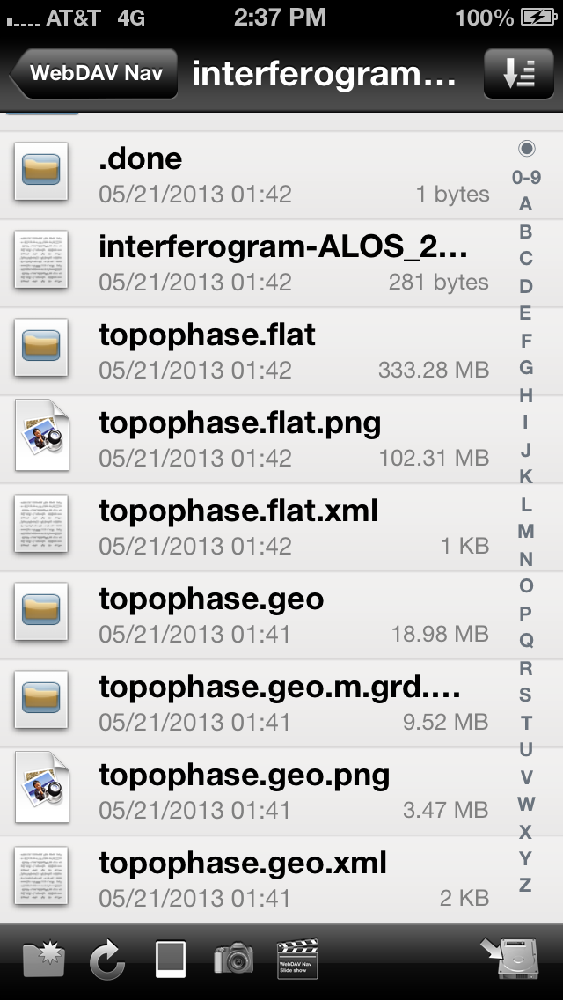 AT&T 4G 2:37 PM 100%
WebDAV Nav interferogram...
.done
05/21/2013 01:42 1 bytes
interferogram-ALOS_2...
05/21/2013 01:42 281 bytes
topophase.flat
05/21/2013 01:42 333.28 MB
topophase.flat.png
05/21/2013 01:42 102.31 MB
topophase.flat.xml
05/21/2013 01:42 1 KB
topophase.geo
05/21/2013 01:41 18.98 MB
topophase.geo.m.grd....
05/21/2013 01:41 9.52 MB
topophase.geo.png
05/21/2013 01:41 3.47 MB
topophase.geo.xml
05/21/2013 01:41 2 KB
0-9
A
B
C
D
E
F
G
H
I
J
K
L
M
N
O
P
Q
R
S
T
U
V
W
X
Y
Z
WebDAV Nav
Slide show